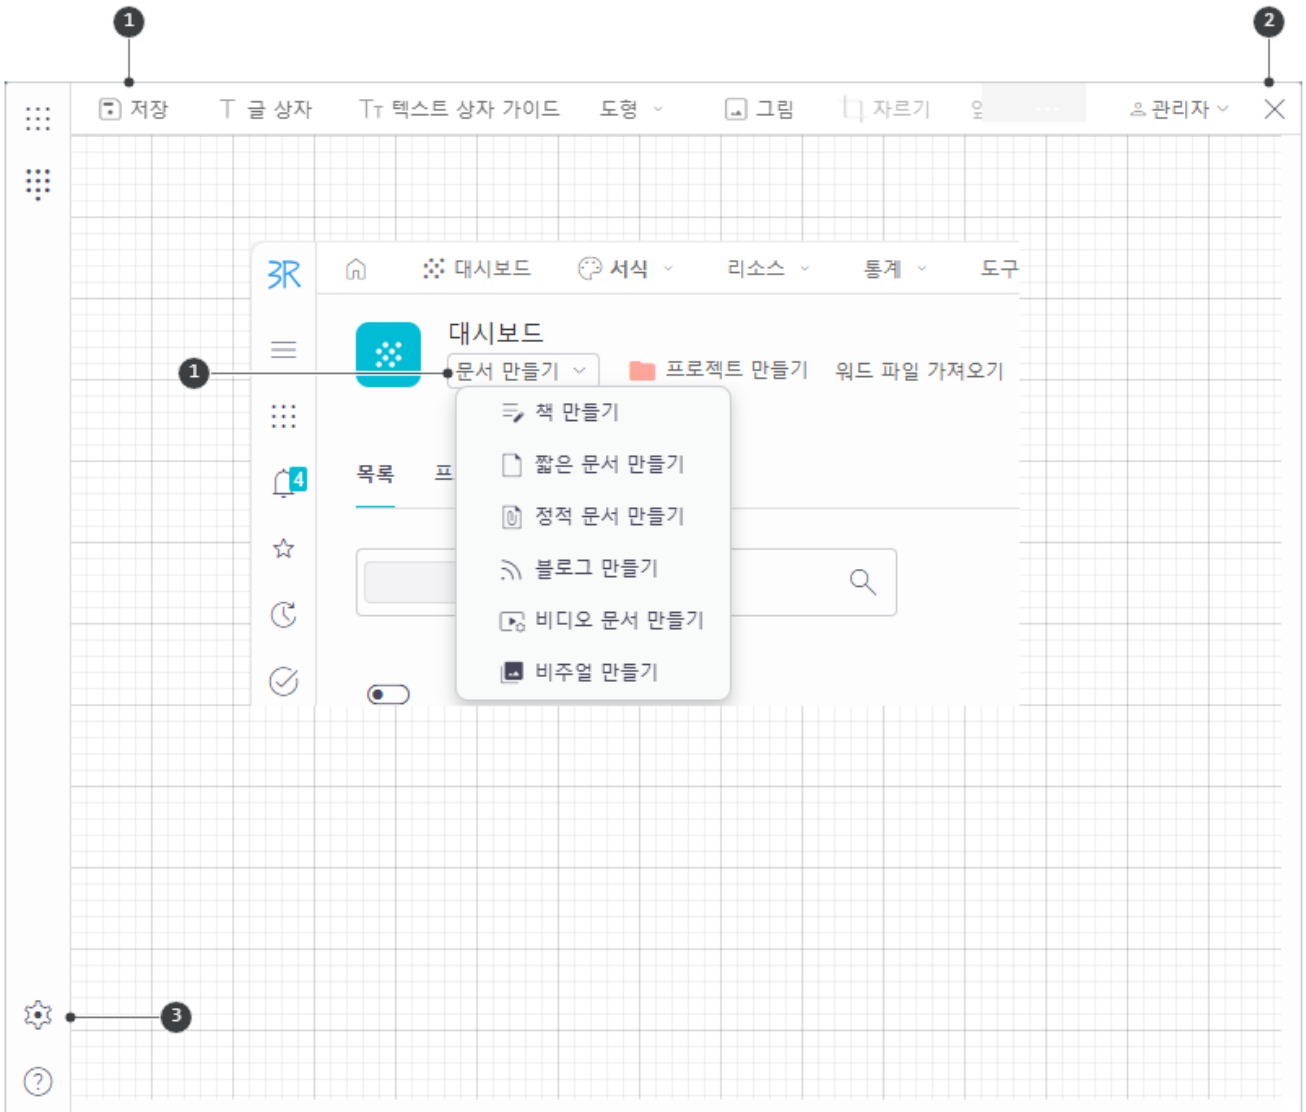 1
2
저장 글 상자 TT 텍스트 상자 가이드 도형 그림 자르기 관리자
3R 대시보드 서식 리소스 통계 도구
대시보드
1 문서 만들기 프로젝트 만들기 워드 파일 가져오기
책 만들기
목록
짧은 문서 만들기
4
정적 문서 만들기
블로그 만들기
비디오 문서 만들기
비주얼 만들기
3